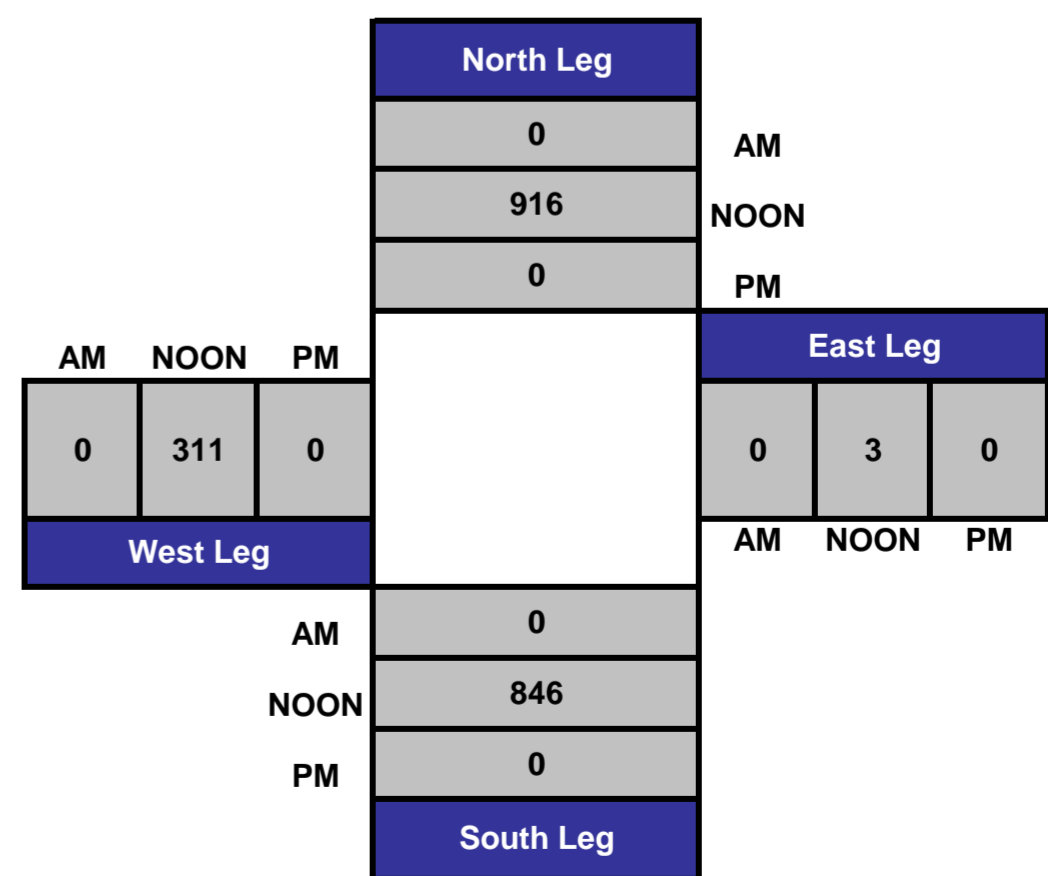 North Leg
0
AM
916
NOON
0
PM
East Leg
AM NOON PM
0 311 0
0 3 0
West Leg
AM NOON PM
0
AM
846
NOON
0
PM
South Leg